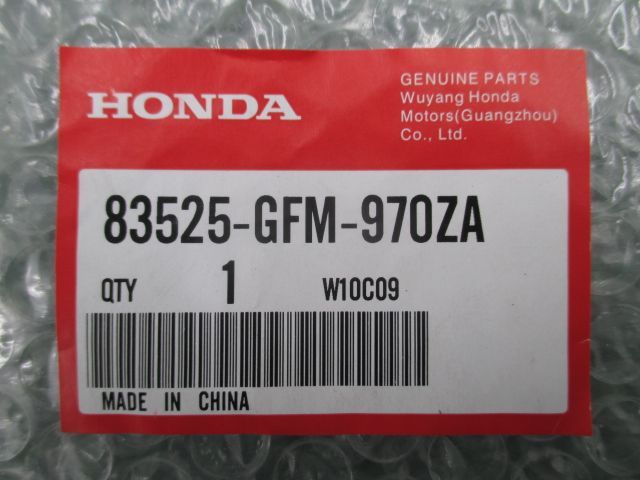 HONDA
GENUINE PARTS
Wuyang Honda
Motors(Guangzhou)
Co., Ltd.
83525-GFM-970ZA
QTY 1 W10C09
MADE IN CHINA